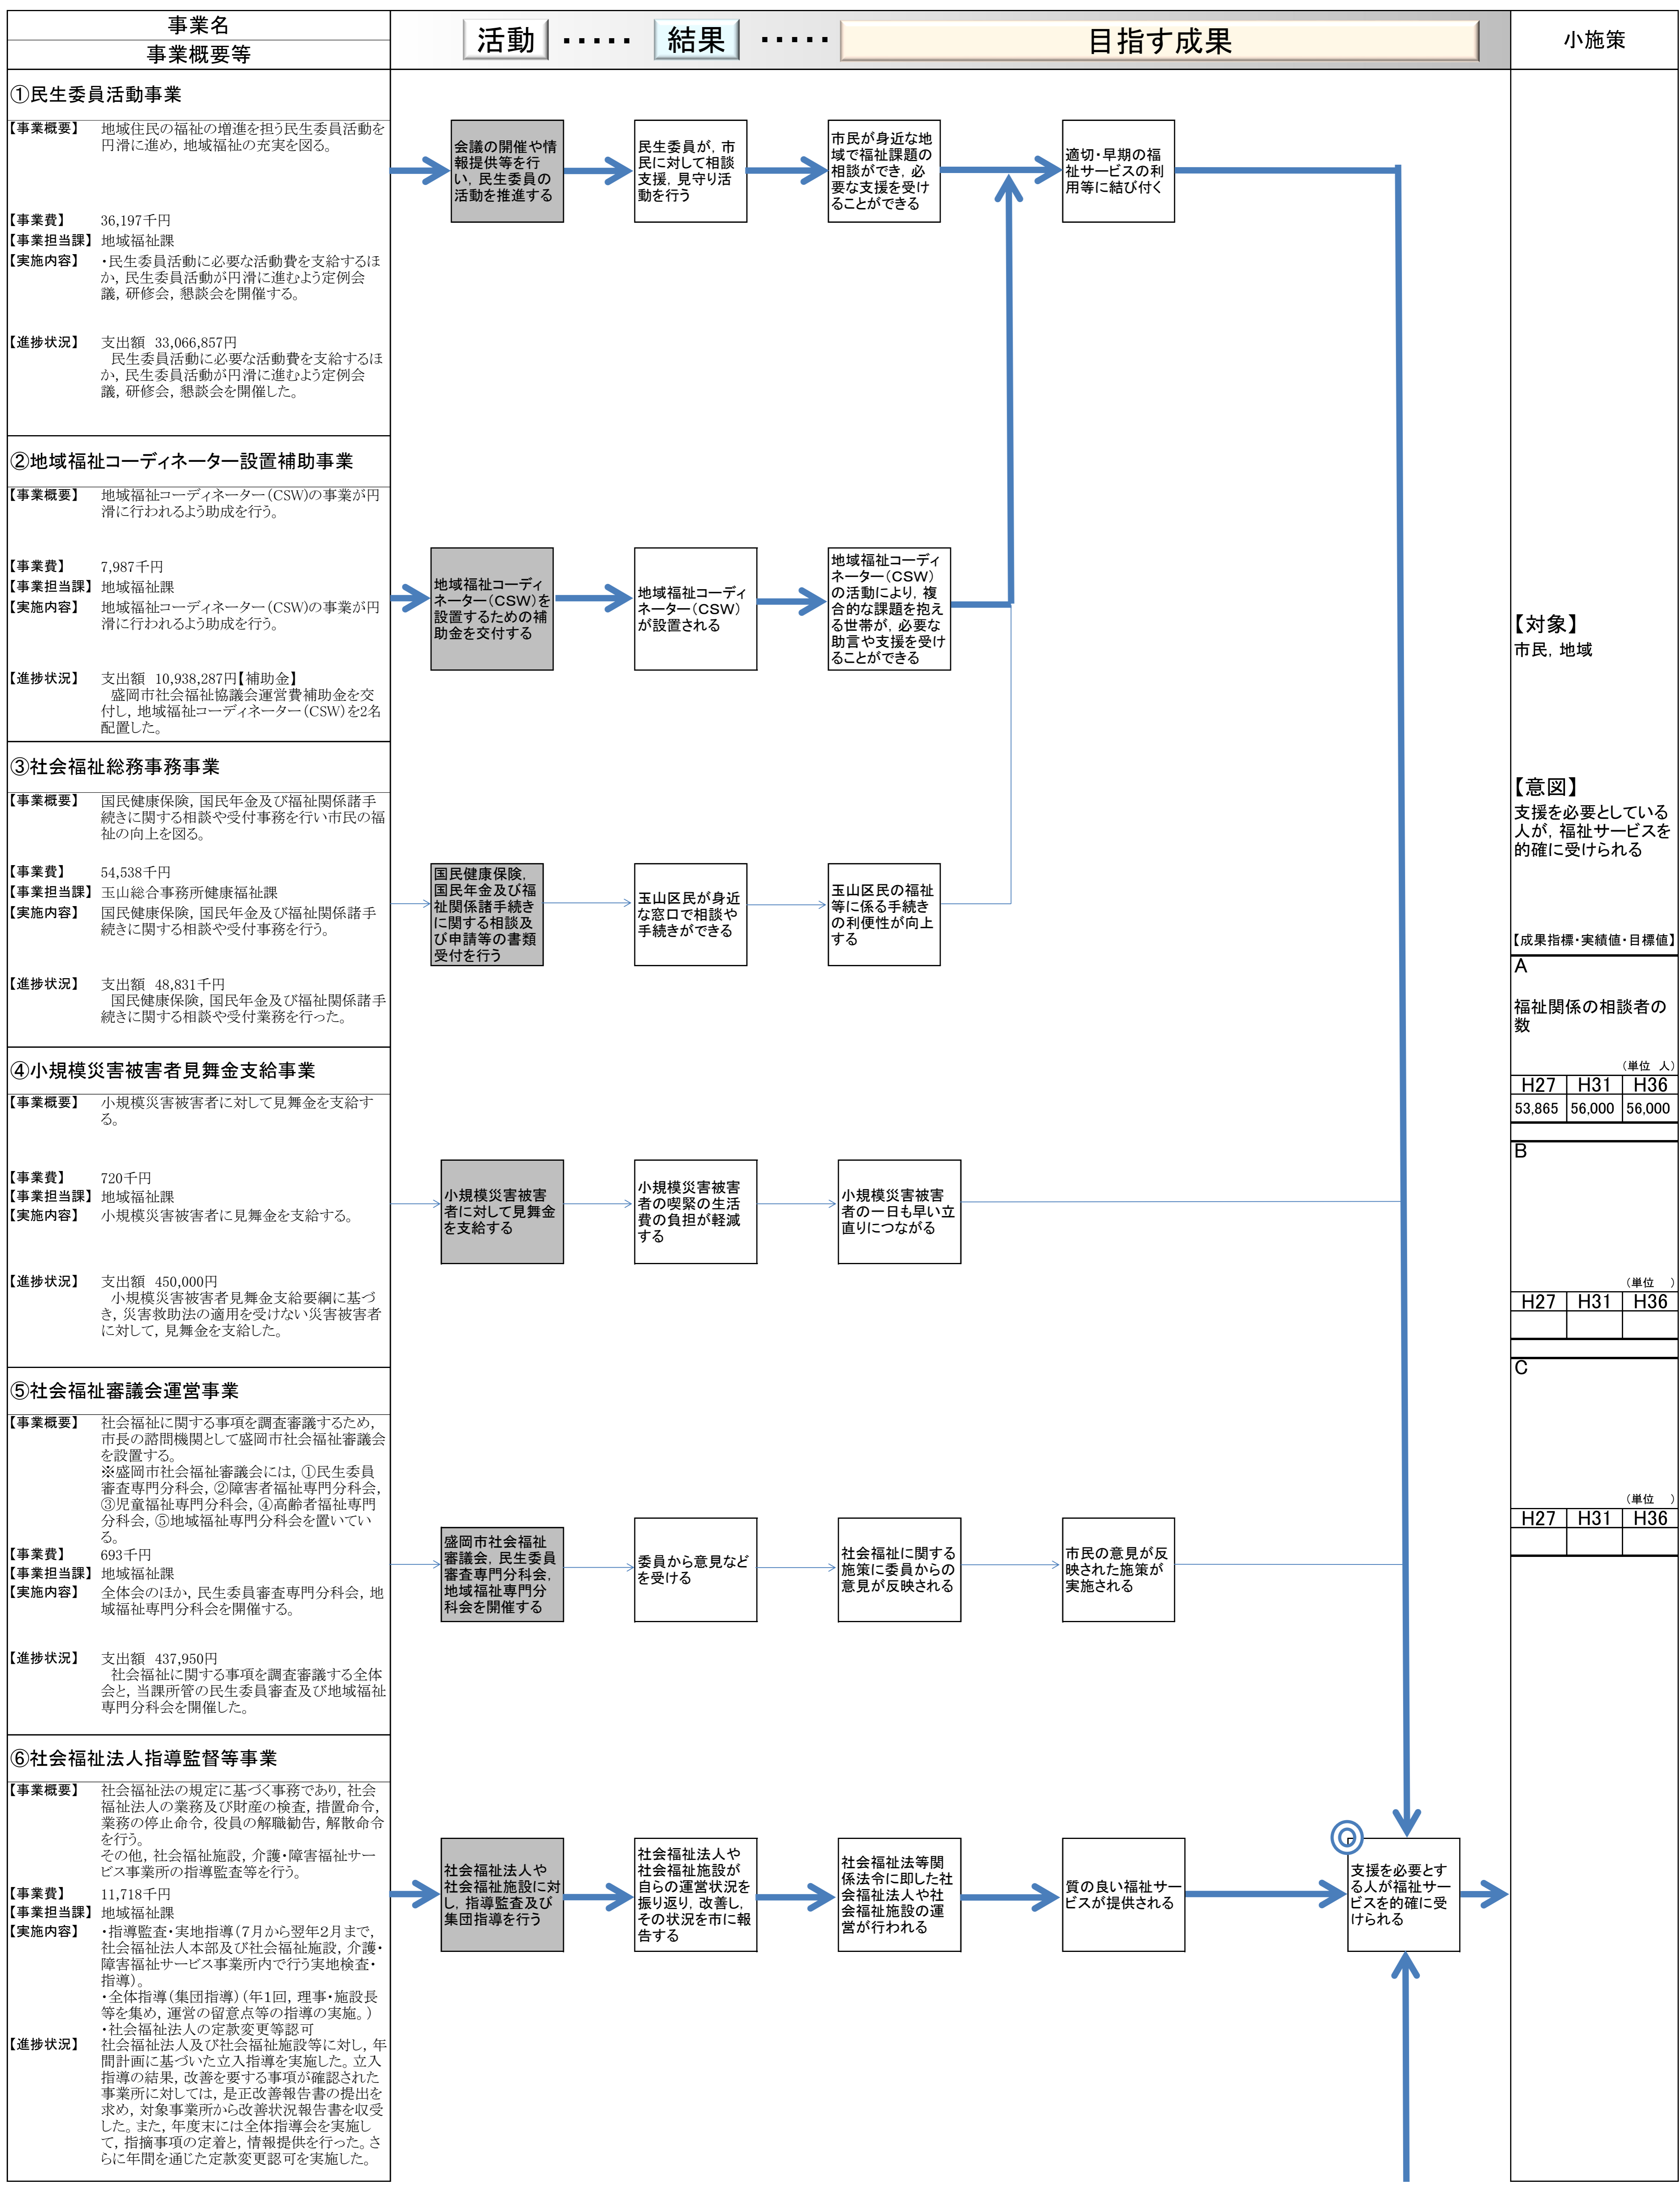 事業名
事業概要等
活動 ・・・・・ 結果 ・・・・・ 目指す成果
小施策
①民生委員活動事業
【事業概要】 地域住民の福祉の増進を担う民生委員活動を
円滑に進め，地域福祉の充実を図る。
【事業費】 36,197千円
【事業担当課】 地域福祉課
【実施内容】 ・民生委員活動に必要な活動費を支給するほ
か，民生委員活動が円滑に進むよう定例会
議，研修会，懇談会を開催する。
【進捗状況】 支出額 33,066,857円
民生委員活動に必要な活動費を支給するほ
か，民生委員活動が円滑に進むよう定例会
議，研修会，懇談会を開催した。
会議の開催や情
報提供等を行
い，民生委員の
活動を推進する
民生委員が，市
民に対して相談
支援，見守り活
動を行う
市民が身近な地
域で福祉課題の
相談ができ，必
要な支援を受け
ることができる
適切・早期の福
祉サービスの利
用等に結び付く
②地域福祉コーディネーター設置補助事業
【事業概要】 地域福祉コーディネーター（CSW)の事業が円
滑に行われるよう助成を行う。
【事業費】 7,987千円
【事業担当課】 地域福祉課
【実施内容】 地域福祉コーディネーター（CSW)の事業が円
滑に行われるよう助成を行う。
【進捗状況】 支出額 10,938,287円【補助金】
盛岡市社会福祉協議会運営費補助金を交
付し，地域福祉コーディネーター（CSW）を2名
配置した。
地域福祉コーディ
ネーター（CSW）を
設置するための補
助金を交付する
地域福祉コーディ
ネーター（CSW）
が設置される
地域福祉コーディ
ネーター（CSW）
の活動により，複
合的な課題を抱え
る世帯が，必要な
助言や支援を受け
ることができる
③社会福祉総務事務事業
【事業概要】 国民健康保険，国民年金及び福祉関係諸手
続きに関する相談や受付事務を行い市民の福
祉の向上を図る。
【事業費】 54,538千円
【事業担当課】 玉山総合事務所健康福祉課
【実施内容】 国民健康保険，国民年金及び福祉関係諸手
続きに関する相談や受付事務を行う。
【進捗状況】 支出額 48,831千円
国民健康保険，国民年金及び福祉関係諸手
続きに関する相談や受付業務を行った。
国民健康保険，
国民年金及び福
祉関係諸手続き
に関する相談及
び申請等の書類
受付を行う
玉山区民が身近
な窓口で相談や
手続きができる
玉山区民の福祉
等に係る手続き
の利便性が向上
する
④小規模災害被害者見舞金支給事業
【事業概要】 小規模災害被害者に対して見舞金を支給す
る。
【事業費】 720千円
【事業担当課】 地域福祉課
【実施内容】 小規模災害被害者に見舞金を支給する。
【進捗状況】 支出額 450,000円
小規模災害被害者見舞金支給要綱に基づ
き，災害救助法の適用を受けない災害被害者
に対して，見舞金を支給した。
小規模災害被害
者に対して見舞金
を支給する
小規模災害被害
者の喫緊の生活
費の負担が軽減
する
小規模災害被害
者の一日も早い立
直りにつながる
⑤社会福祉審議会運営事業
【事業概要】 社会福祉に関する事項を調査審議するため，
市長の諮問機関として盛岡市社会福祉審議会
を設置する。
※盛岡市社会福祉審議会には，①民生委員
審査専門分科会，②障害者福祉専門分科会，
③児童福祉専門分科会，④高齢者福祉専門
分科会，⑤地域福祉専門分科会を置いてい
る。
【事業費】 693千円
【事業担当課】 地域福祉課
【実施内容】 全体会のほか，民生委員審査専門分科会，地
域福祉専門分科会を開催する。
【進捗状況】 支出額 437,950円
社会福祉に関する事項を調査審議する全体
会と，当課所管の民生委員審査及び地域福祉
専門分科会を開催した。
盛岡市社会福祉
審議会，民生委員
審査専門分科会，
地域福祉専門分
科会を開催する
委員から意見など
を受ける
社会福祉に関する
施策に委員からの
意見が反映される
市民の意見が反
映された施策が
実施される
⑥社会福祉法人指導監督等事業
【事業概要】 社会福祉法の規定に基づく事務であり，社会
福祉法人の業務及び財産の検査，措置命令，
業務の停止命令，役員の解職勧告，解散命令
を行う。
その他，社会福祉施設，介護・障害福祉サー
ビス事業所の指導監査等を行う。
【事業費】 11,718千円
【事業担当課】 地域福祉課
【実施内容】 ・指導監査・実地指導（７月から翌年２月まで，
社会福祉法人本部及び社会福祉施設，介護・
障害福祉サービス事業所内で行う実地検査・
指導）。
・全体指導（集団指導）（年１回，理事・施設長
等を集め，運営の留意点等の指導の実施。）
・社会福祉法人の定款変更等認可
【進捗状況】 社会福祉法人及び社会福祉施設等に対し，年
間計画に基づいた立入指導を実施した。立入
指導の結果，改善を要する事項が確認された
事業所に対しては，是正改善報告書の提出を
求め，対象事業所から改善状況報告書を収受
した。また，年度末には全体指導会を実施し
て，指摘事項の定着と，情報提供を行った。さ
らに年間を通じた定款変更認可を実施した。
社会福祉法人や
社会福祉施設に対
し，指導監査及び
集団指導を行う
社会福祉法人や
社会福祉施設が
自らの運営状況を
振り返り，改善し，
その状況を市に報
告する
社会福祉法等関
係法令に即した社
会福祉法人や社
会福祉施設の運
営が行われる
質の良い福祉サー
ビスが提供される
◎
支援を必要とす
る人が福祉サー
ビスを的確に受
けられる
【対象】
市民，地域
【意図】
支援を必要としている
人が，福祉サービスを
的確に受けられる
【成果指標・実績値・目標値】
A
福祉関係の相談者の
数
（単位 人）
H27 H31 H36
53,865 56,000 56,000
B
（単位 ）
H27 H31 H36
C
（単位 ）
H27 H31 H36